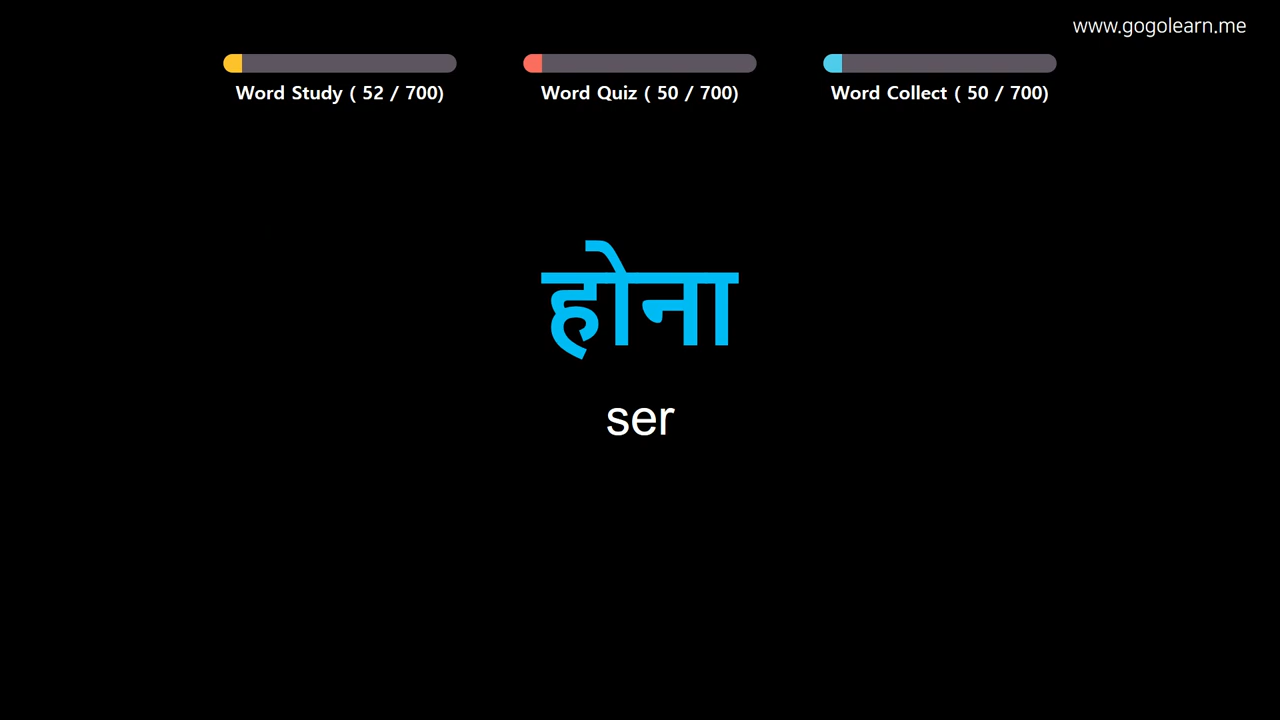 www.gogolearn.me
Word Study ( 52 / 700)
Word Quiz ( 50 / 700)
Word Collect ( 50 / 700)
होना
ser